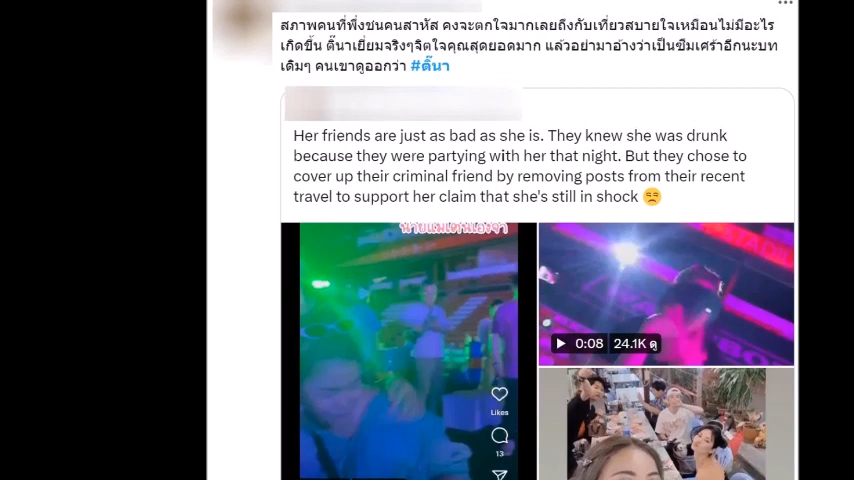 สภาพคนที่พึ่งชนคนสาหัส คงจะตกใจมากเลยถึงกับเที่ยวสบายใจเหมือนไม่มีอะไร
เกิดขึ้น ติ๊นาเยี่ยมจริงๆจิตใจคุณสุดยอดมาก แล้วอย่ามาอ้างว่าเป็นซึมเศร้าอีกนะบท
เดิมๆ คนเขาดูออกว่า #ติ๊นา
Her friends are just as bad as she is. They knew she was drunk
because they were partying with her that night. But they chose to
cover up their criminal friend by removing posts from their recent
travel to support her claim that she's still in shock 😒
0:08 24.1K ดู
Likes
13